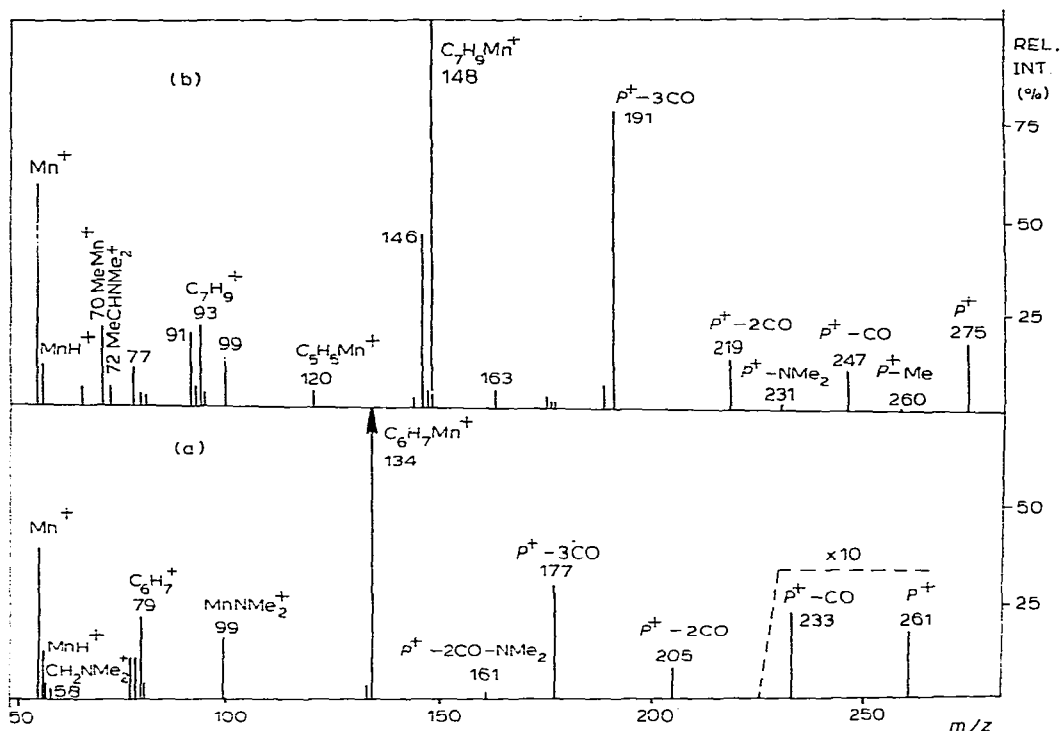 (b)
C₇H₉Mn⁺
148
REL.
INT.
(%)
P⁺−3CO
191
75
Mn⁺
50
146
70 MeMn⁺
72 MeCHNMe₂⁺
C₇H₉⁺
93
91
99
77
MnH⁺
C₅H₅Mn⁺
120
163
P⁺−2CO
219
P⁺−NMe₂
231
P⁺−CO
247
P⁺−Me
260
P⁺
275
25
(a)
C₆H₇Mn⁺
134
50
Mn⁺
P⁺−3CO
177
x10
C₆H₇⁺
79
MnNMe₂⁺
99
P⁺−CO
233
P⁺
261
25
MnH⁺
CH₂NMe₂⁺
58
P⁺−2CO−NMe₂
161
P⁺−2CO
205
50
100
150
200
250
m/z